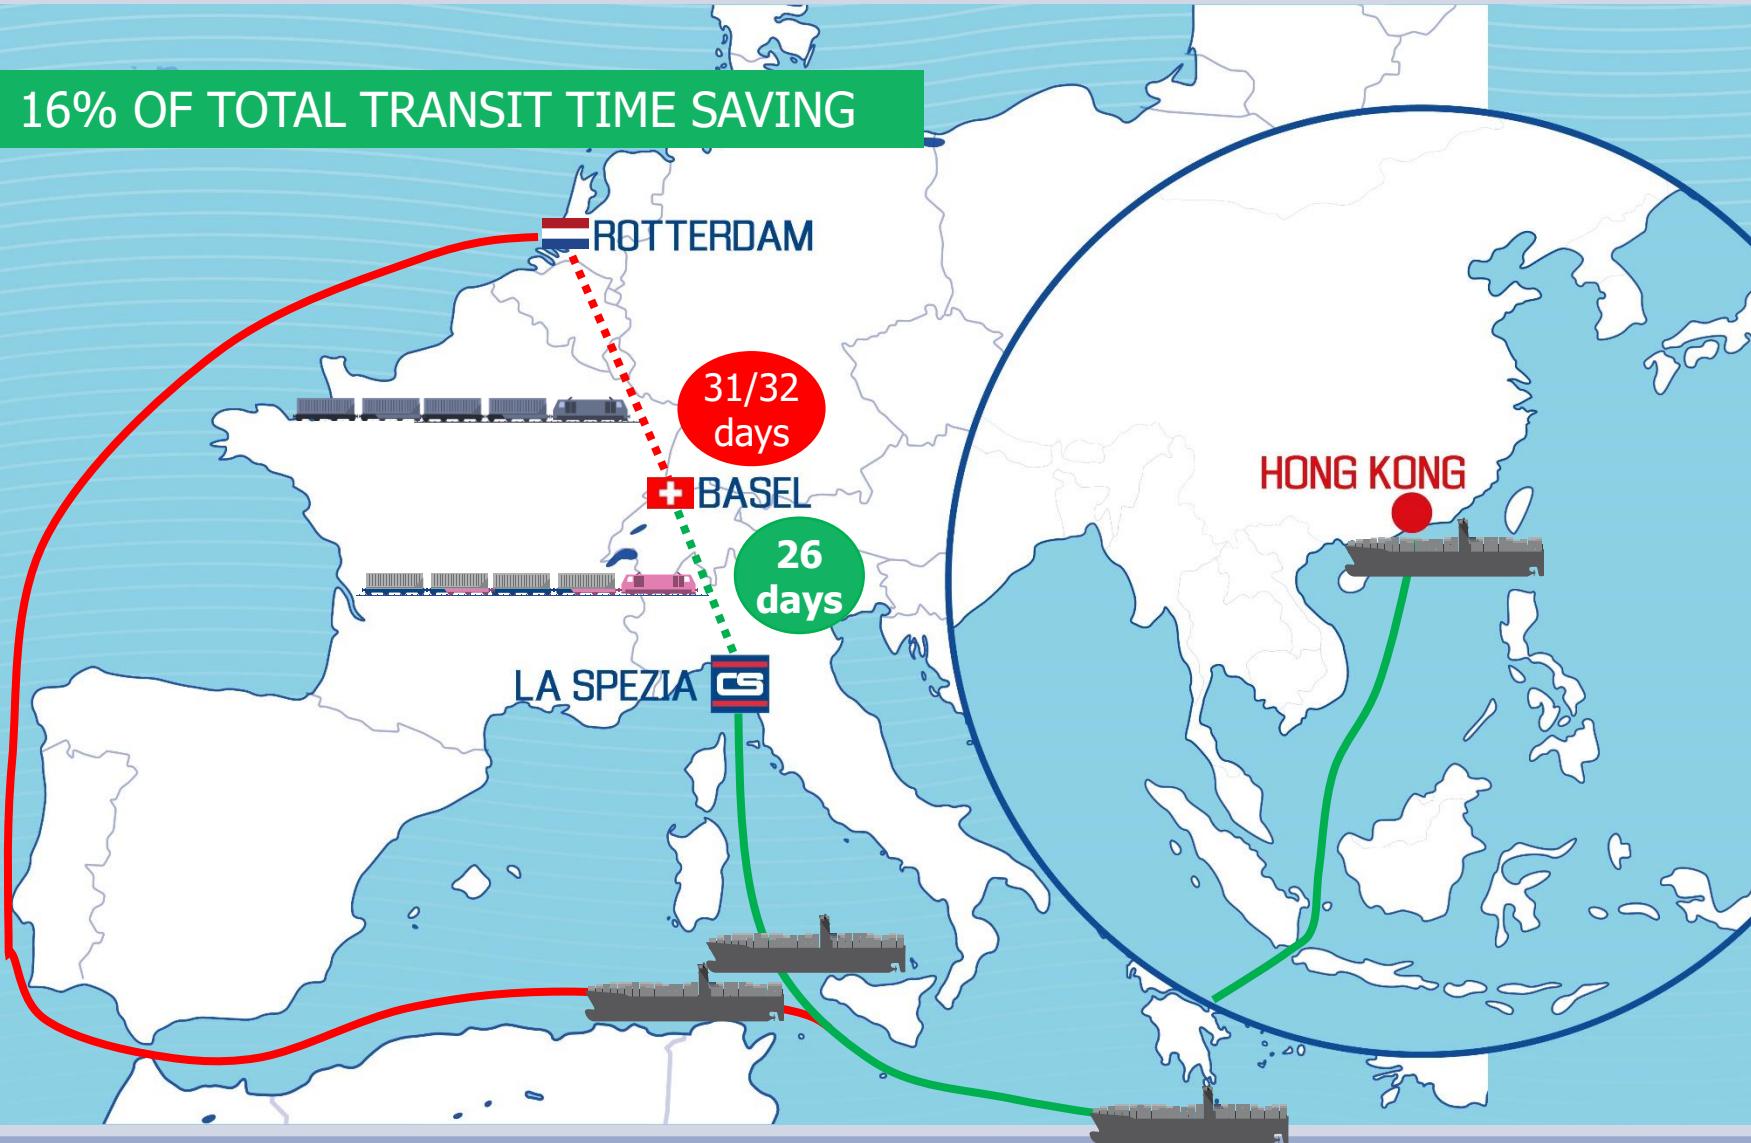 16% OF TOTAL TRANSIT TIME SAVING
ROTTERDAM
31/32
days
BASEL
26
days
LA SPEZIA
CS
HONG KONG